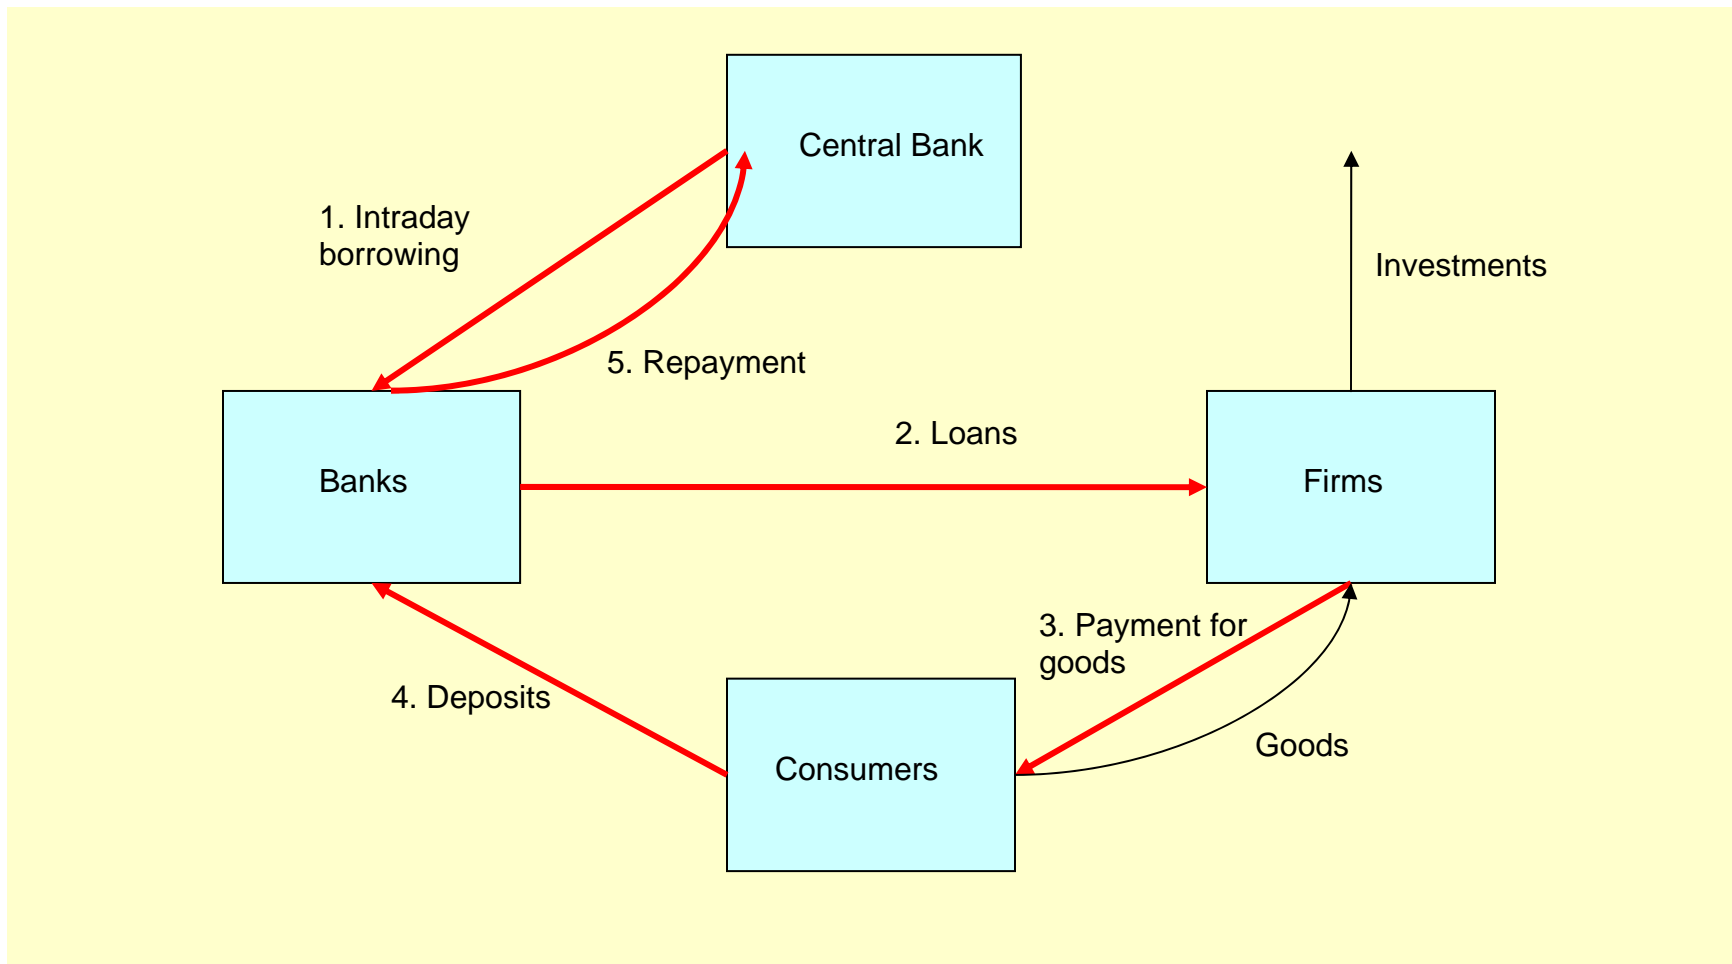 Central Bank
1. Intraday
borrowing
Investments
5. Repayment
2. Loans
Banks
Firms
3. Payment for
goods
4. Deposits
Goods
Consumers